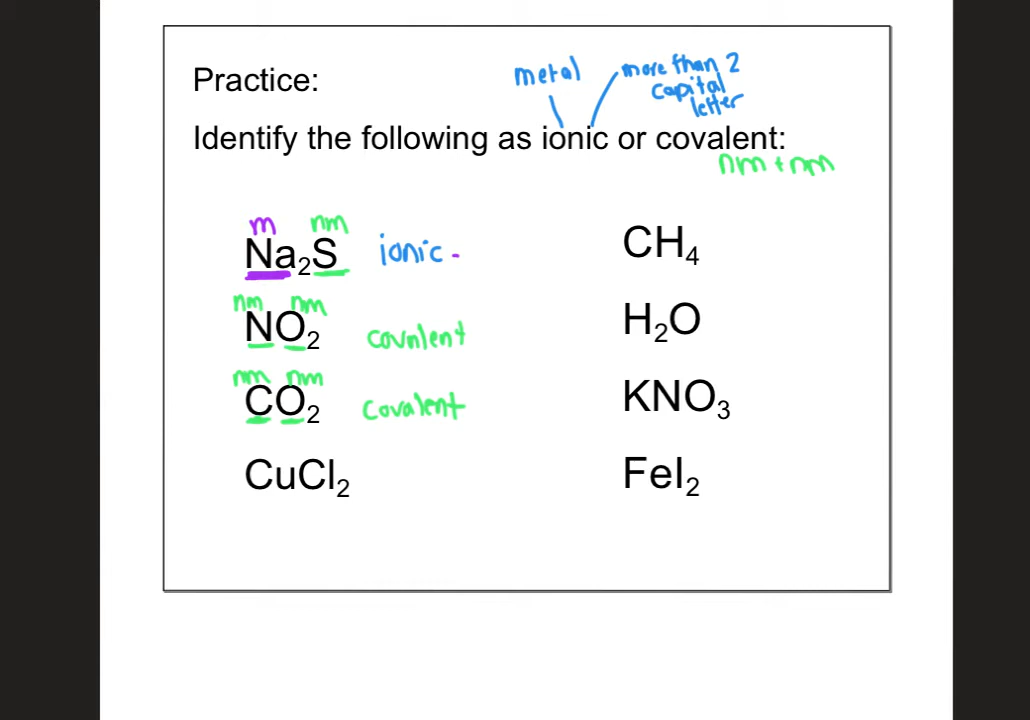 Practice:
metal
more than 2
capital
letter
Identify the following as ionic or covalent:
nm + nm
m nm
Na₂S ionic -
nm nm
NO₂ covalent
nm nm
CO₂ covalent
CuCl₂
CH₄
H₂O
KNO₃
FeI₂